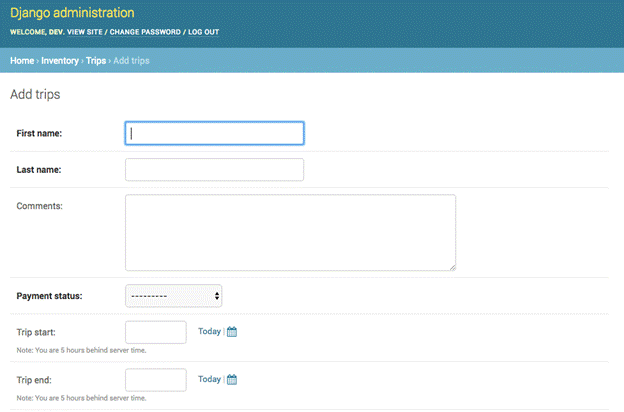 Django administration
WELCOME, DEV. VIEW SITE / CHANGE PASSWORD / LOG OUT
Home › Inventory › Trips › Add trips
Add trips
First name:
Last name:
Comments:
Payment status: ---------
Trip start: Today |
Note: You are 5 hours behind server time.
Trip end: Today |
Note: You are 5 hours behind server time.